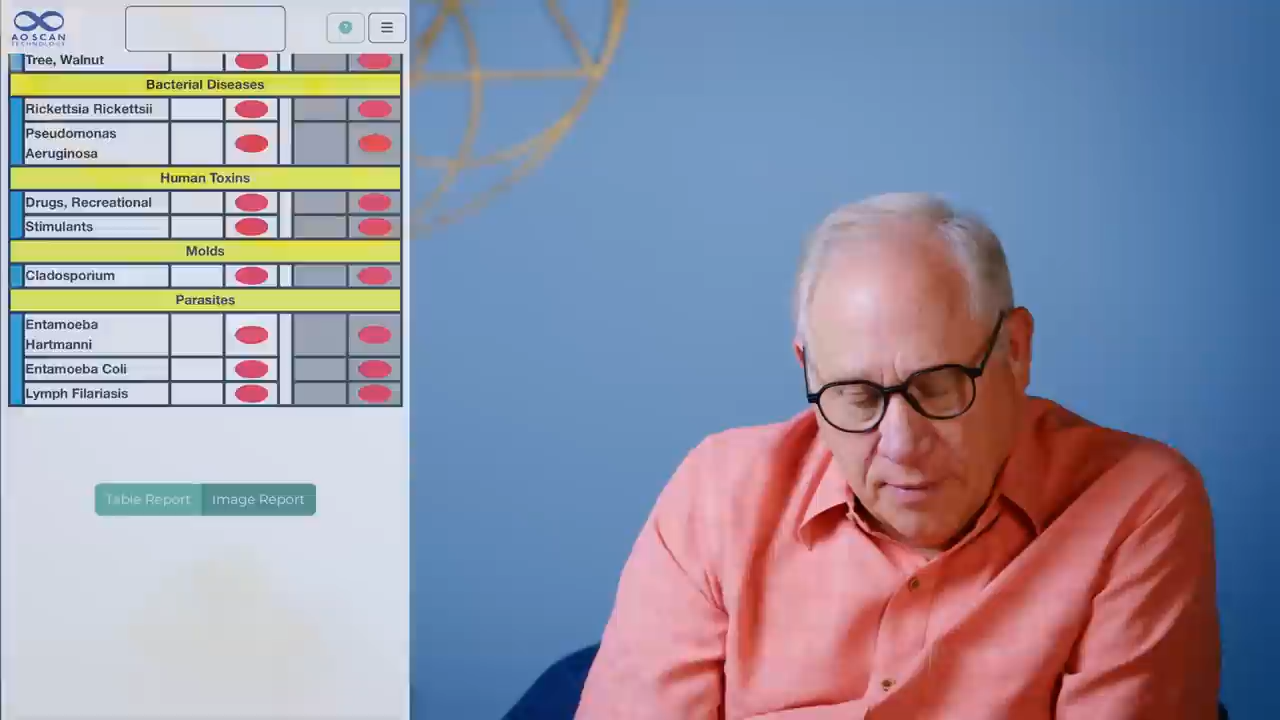 AO SCAN
TECHNOLOGY
?
Tree, Walnut
Bacterial Diseases
Rickettsia Rickettsii
Pseudomonas
Aeruginosa
Human Toxins
Drugs, Recreational
Stimulants
Molds
Cladosporium
Parasites
Entamoeba
Hartmanni
Entamoeba Coli
Lymph Filariasis
Table Report
Image Report